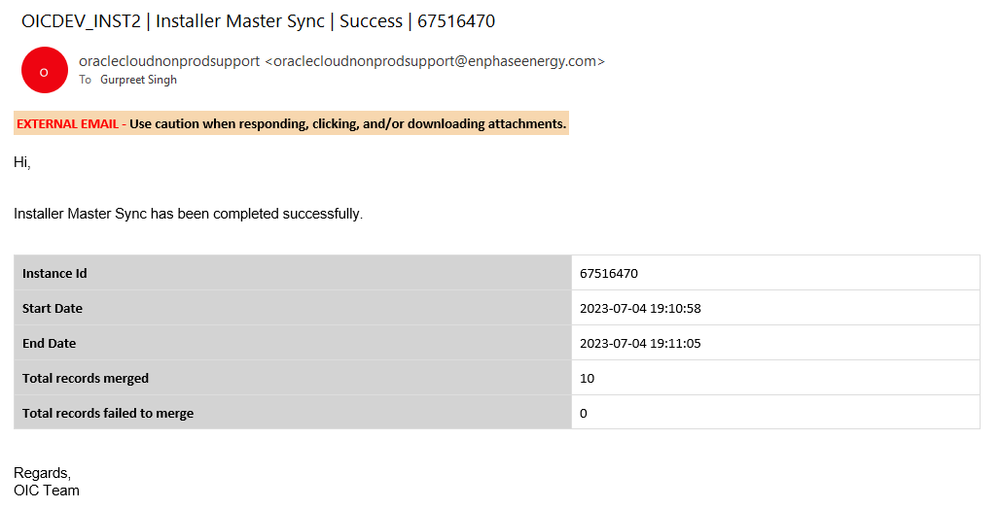 OICDEV_INST2 | Installer Master Sync | Success | 67516470
O
oraclecloudnonprodsupport <oraclecloudnonprodsupport@enphaseenergy.com>
To Gurpreet Singh
EXTERNAL EMAIL - Use caution when responding, clicking, and/or downloading attachments.
Hi,
Installer Master Sync has been completed successfully.
Instance Id 67516470
Start Date 2023-07-04 19:10:58
End Date 2023-07-04 19:11:05
Total records merged 10
Total records failed to merge 0
Regards,
OIC Team